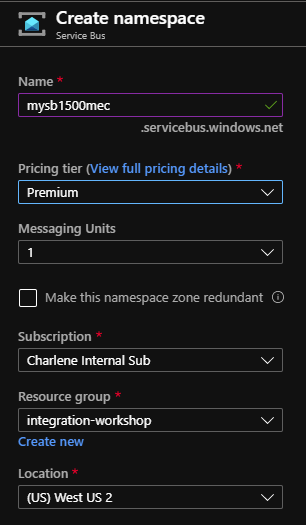 Create namespace
Service Bus
Name *
mysb1500mec
.servicebus.windows.net
Pricing tier (View full pricing details) *
Premium
Messaging Units
1
Make this namespace zone redundant
Subscription *
Charlene Internal Sub
Resource group *
integration-workshop
Create new
Location *
(US) West US 2